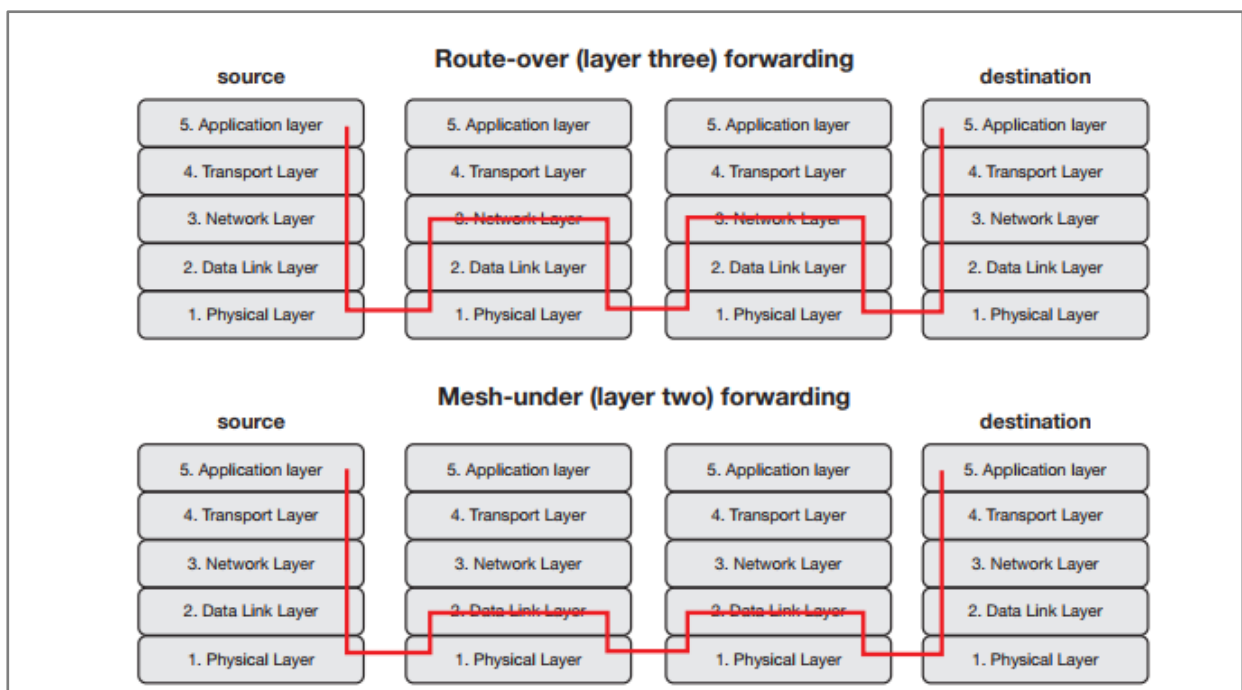 Route-over (layer three) forwarding
source
destination
5. Application layer
5. Application layer
5. Application layer
5. Application layer
4. Transport Layer
4. Transport Layer
4. Transport Layer
4. Transport Layer
3. Network Layer
3. Network Layer
3. Network Layer
3. Network Layer
2. Data Link Layer
2. Data Link Layer
2. Data Link Layer
2. Data Link Layer
1. Physical Layer
1. Physical Layer
1. Physical Layer
1. Physical Layer
Mesh-under (layer two) forwarding
source
destination
5. Application layer
5. Application layer
5. Application layer
5. Application layer
4. Transport Layer
4. Transport Layer
4. Transport Layer
4. Transport Layer
3. Network Layer
3. Network Layer
3. Network Layer
3. Network Layer
2. Data Link Layer
2. Data Link Layer
2. Data Link Layer
2. Data Link Layer
1. Physical Layer
1. Physical Layer
1. Physical Layer
1. Physical Layer